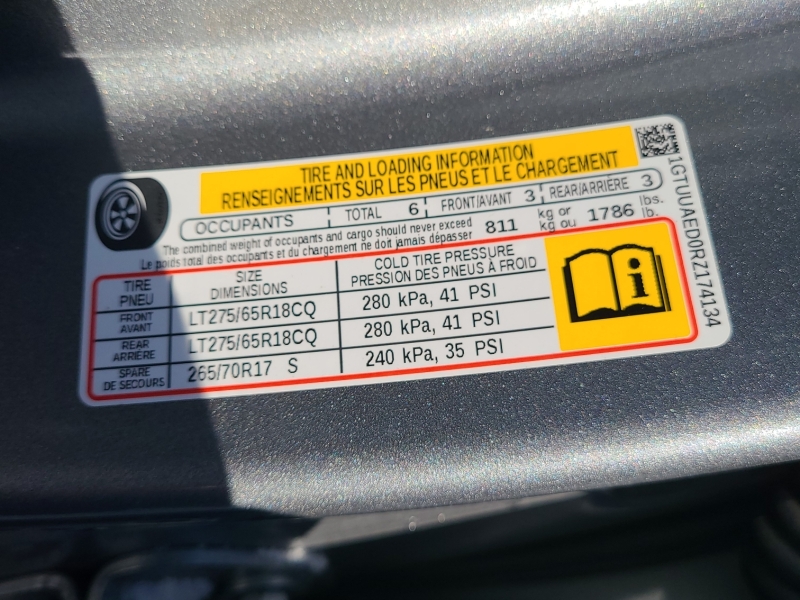 TIRE AND LOADING INFORMATION
RENSEIGNEMENTS SUR LES PNEUS ET LE CHARGEMENT
OCCUPANTS TOTAL 6 FRONT/AVANT 3 REAR/ARRIÈRE 3
The combined weight of occupants and cargo should never exceed
Le poids total des occupants et du chargement ne doit jamais dépasser
811 kg or kg ou 1786 lbs. lb.
TIRE PNEU SIZE DIMENSIONS COLD TIRE PRESSURE PRESSION DES PNEUS À FROID
FRONT AVANT LT275/65R18CQ 280 kPa, 41 PSI
REAR ARRIÈRE LT275/65R18CQ 280 kPa, 41 PSI
SPARE DE SECOURS 265/70R17 S 240 kPa, 35 PSI
1GTUUAED0RZ174134